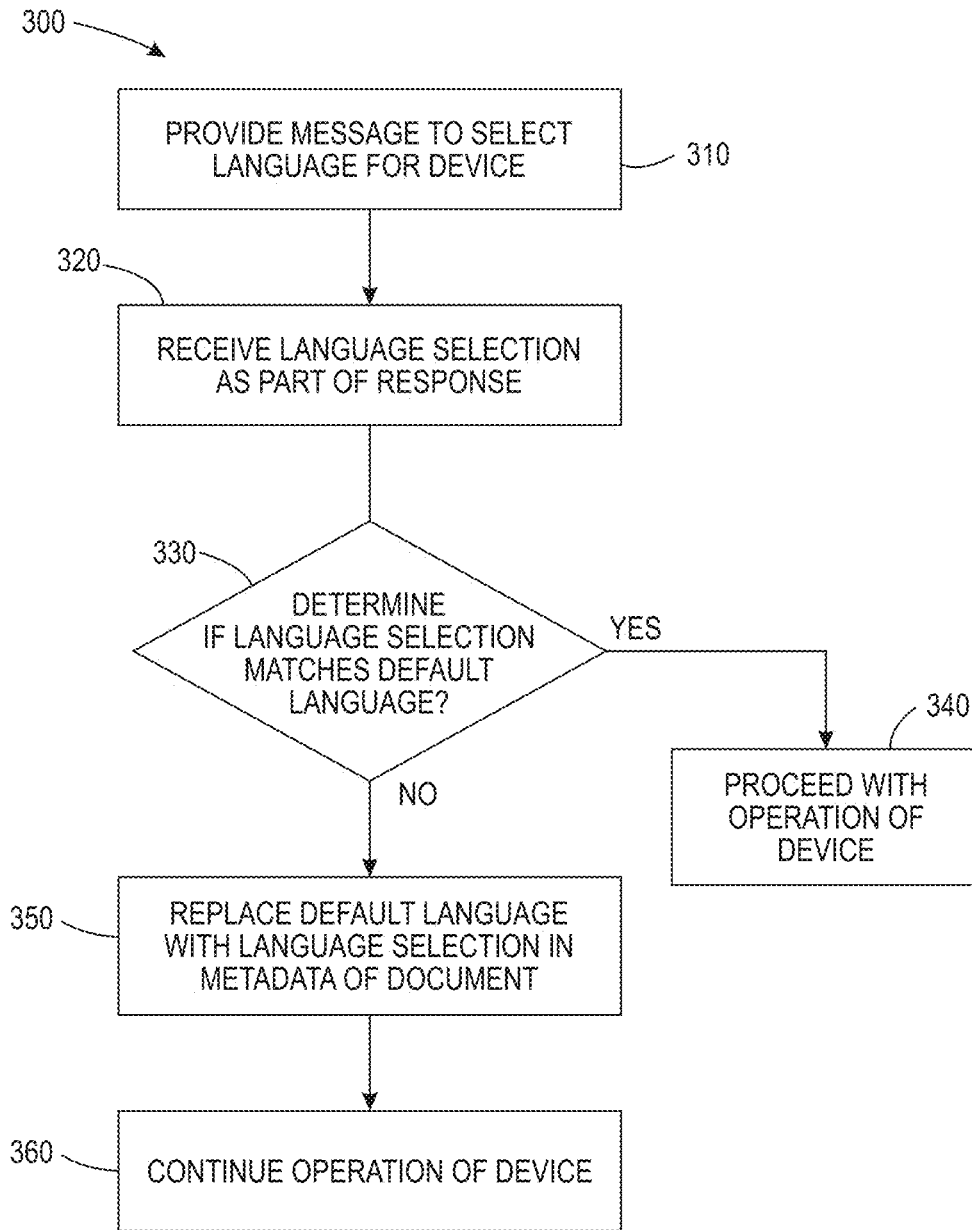 300
PROVIDE MESSAGE TO SELECT
LANGUAGE FOR DEVICE
310
320
RECEIVE LANGUAGE SELECTION
AS PART OF RESPONSE
330
DETERMINE
IF LANGUAGE SELECTION
MATCHES DEFAULT
LANGUAGE?
YES
340
PROCEED WITH
OPERATION OF
DEVICE
NO
350
REPLACE DEFAULT LANGUAGE
WITH LANGUAGE SELECTION IN
METADATA OF DOCUMENT
360
CONTINUE OPERATION OF DEVICE